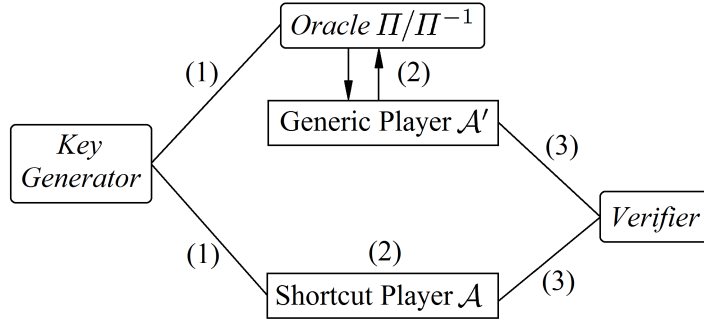 Oracle Π/Π⁻¹
(1)
(2)
Generic Player 𝒜′
Key
Generator
(3)
Verifier
(1)
(2)
(3)
Shortcut Player 𝒜